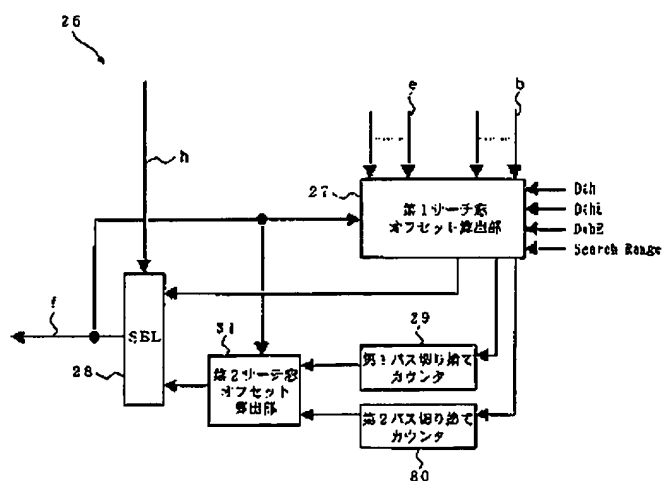 26
e
b
h
27
第1サーチ窓
オフセット算出部
Dch
Dch1
Dch2
Search Range
f
SEL
28
31
第2サーチ窓
オフセット
算出部
29
第1パス切り捨て
カウンタ
第2パス切り捨て
カウンタ
30